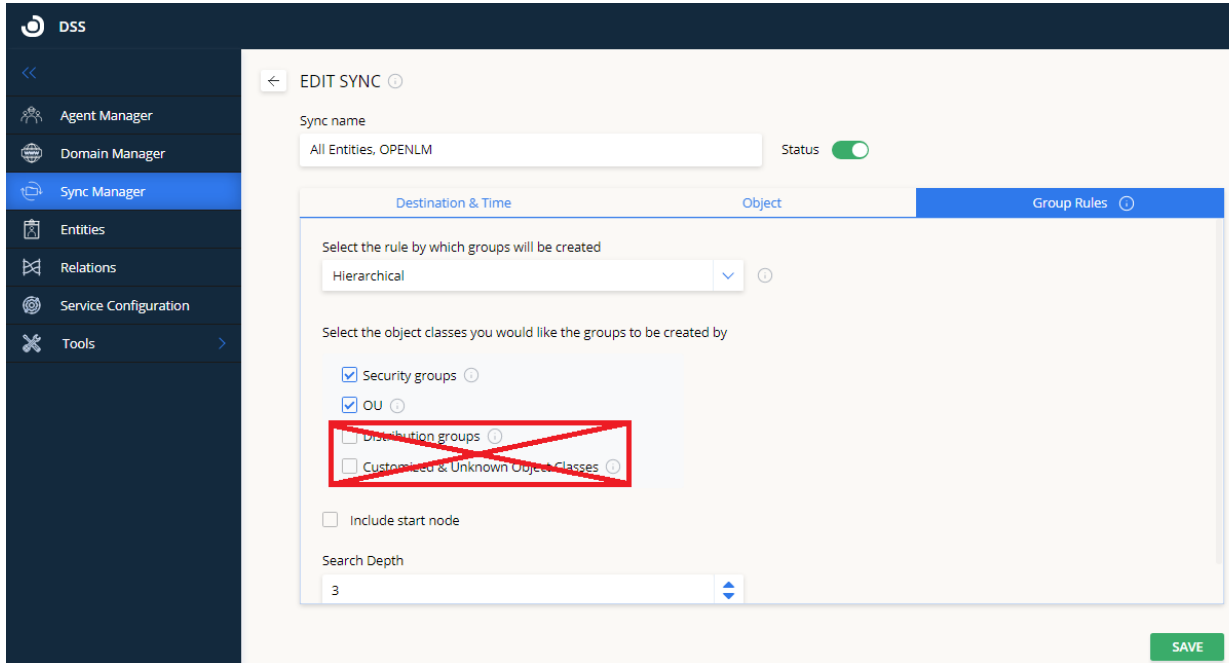 DSS
EDIT SYNC
Agent Manager
Domain Manager
Sync Manager
Entities
Relations
Service Configuration
Tools
Sync name
All Entities, OPENLM
Status
Destination & Time
Object
Group Rules
Select the rule by which groups will be created
Hierarchical
Select the object classes you would like the groups to be created by
Security groups
OU
Distribution groups
Customized & Unknown Object Classes
Include start node
Search Depth
3
SAVE